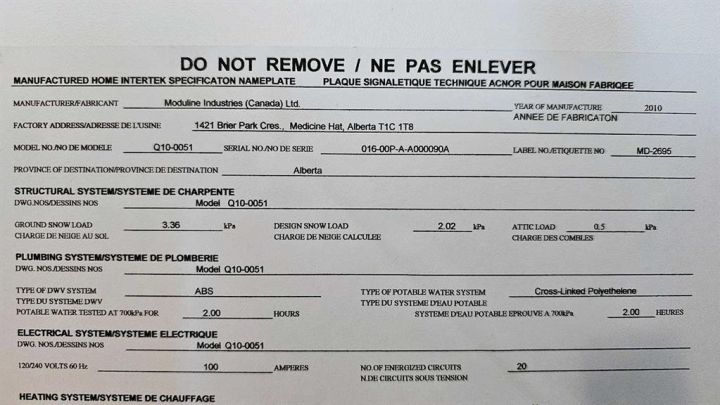 DO NOT REMOVE / NE PAS ENLEVER
MANUFACTURED HOME INTERTEK SPECIFICATON NAMEPLATE PLAQUE SIGNALETIQUE TECHNIQUE ACNOR POUR MAISON FABRIQEE
MANUFACTURER/FABRICANT Moduline Industries (Canada) Ltd. YEAR OF MANUFACTURE 2010
ANNEE DE FABRICATON
FACTORY ADDRESS/ADRESSE DE L'USINE 1421 Brier Park Cres., Medicine Hat, Alberta T1C 1T8
MODEL NO./NO DE MODELE Q10-0051 SERIAL NO./NO DE SERIE 016-00P-A-A000090A LABEL NO./ETIQUETTE NO MD-2695
PROVINCE OF DESTINATION/PROVINCE DE DESTINATION Alberta
STRUCTURAL SYSTEM/SYSTEME DE CHARPENTE
DWG.NOS/DESSINS NOS Model Q10-0051
GROUND SNOW LOAD 3.36 kPa DESIGN SNOW LOAD 2.02 kPa ATTIC LOAD 0.5 kPa
CHARGE DE NEIGE AU SOL CHARGE DE NEIGE CALCULEE CHARGE DES COMBLES
PLUMBING SYSTEM/SYSTEME DE PLOMBERIE
DWG. NOS/DESSINS NOS Model Q10-0051
TYPE OF DWV SYSTEM ABS TYPE OF POTABLE WATER SYSTEM Cross-Linked Polyethelene
TYPE DU SYSTEME DWV TYPE DU SYSTEME D'EAU POTABLE
POTABLE WATER TESTED AT 700kPa FOR 2.00 HOURS SYSTEME D'EAU POTABLE EPROUVE A 700kPa 2.00 HEURES
ELECTRICAL SYSTEM/SYSTEME ELECTRIQUE
DWG. NOS/DESSINS NOS Model Q10-0051
120/240 VOLTS 60 Hz 100 AMPERES NO.OF ENERGIZED CIRCUITS 20
N.DE CIRCUITS SOUS TENSION
HEATING SYSTEM/SYSTEME DE CHAUFFAGE